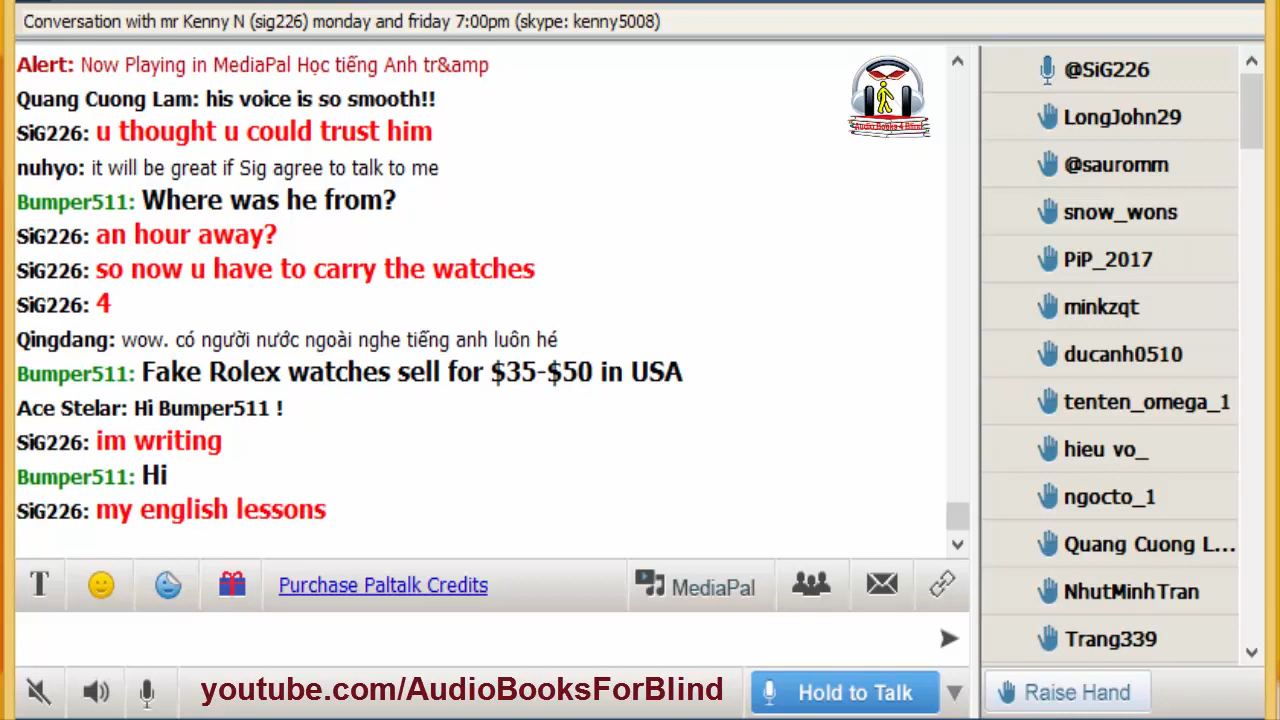 Conversation with mr Kenny N (sig226) monday and friday 7:00pm (skype: kenny5008)
Alert: Now Playing in MediaPal Học tiếng Anh tr&amp
Quang Cuong Lam: his voice is so smooth!!
SiG226: u thought u could trust him
nuhyo: it will be great if Sig agree to talk to me
Bumper511: Where was he from?
SiG226: an hour away?
SiG226: so now u have to carry the watches
SiG226: 4
Qingdang: wow. có người nước ngoài nghe tiếng anh luôn hé
Bumper511: Fake Rolex watches sell for $35-$50 in USA
Ace Stelar: Hi Bumper511 !
SiG226: im writing
Bumper511: Hi
SiG226: my english lessons
Audio Books 4 Blind
@SiG226
LongJohn29
@sauromm
snow_wons
PiP_2017
minkzqt
ducanh0510
tenten_omega_1
hieu vo_
ngocto_1
Quang Cuong L...
NhutMinhTran
Trang339
T
Purchase Paltalk Credits
MediaPal
youtube.com/AudioBooksForBlind
Hold to Talk
Raise Hand